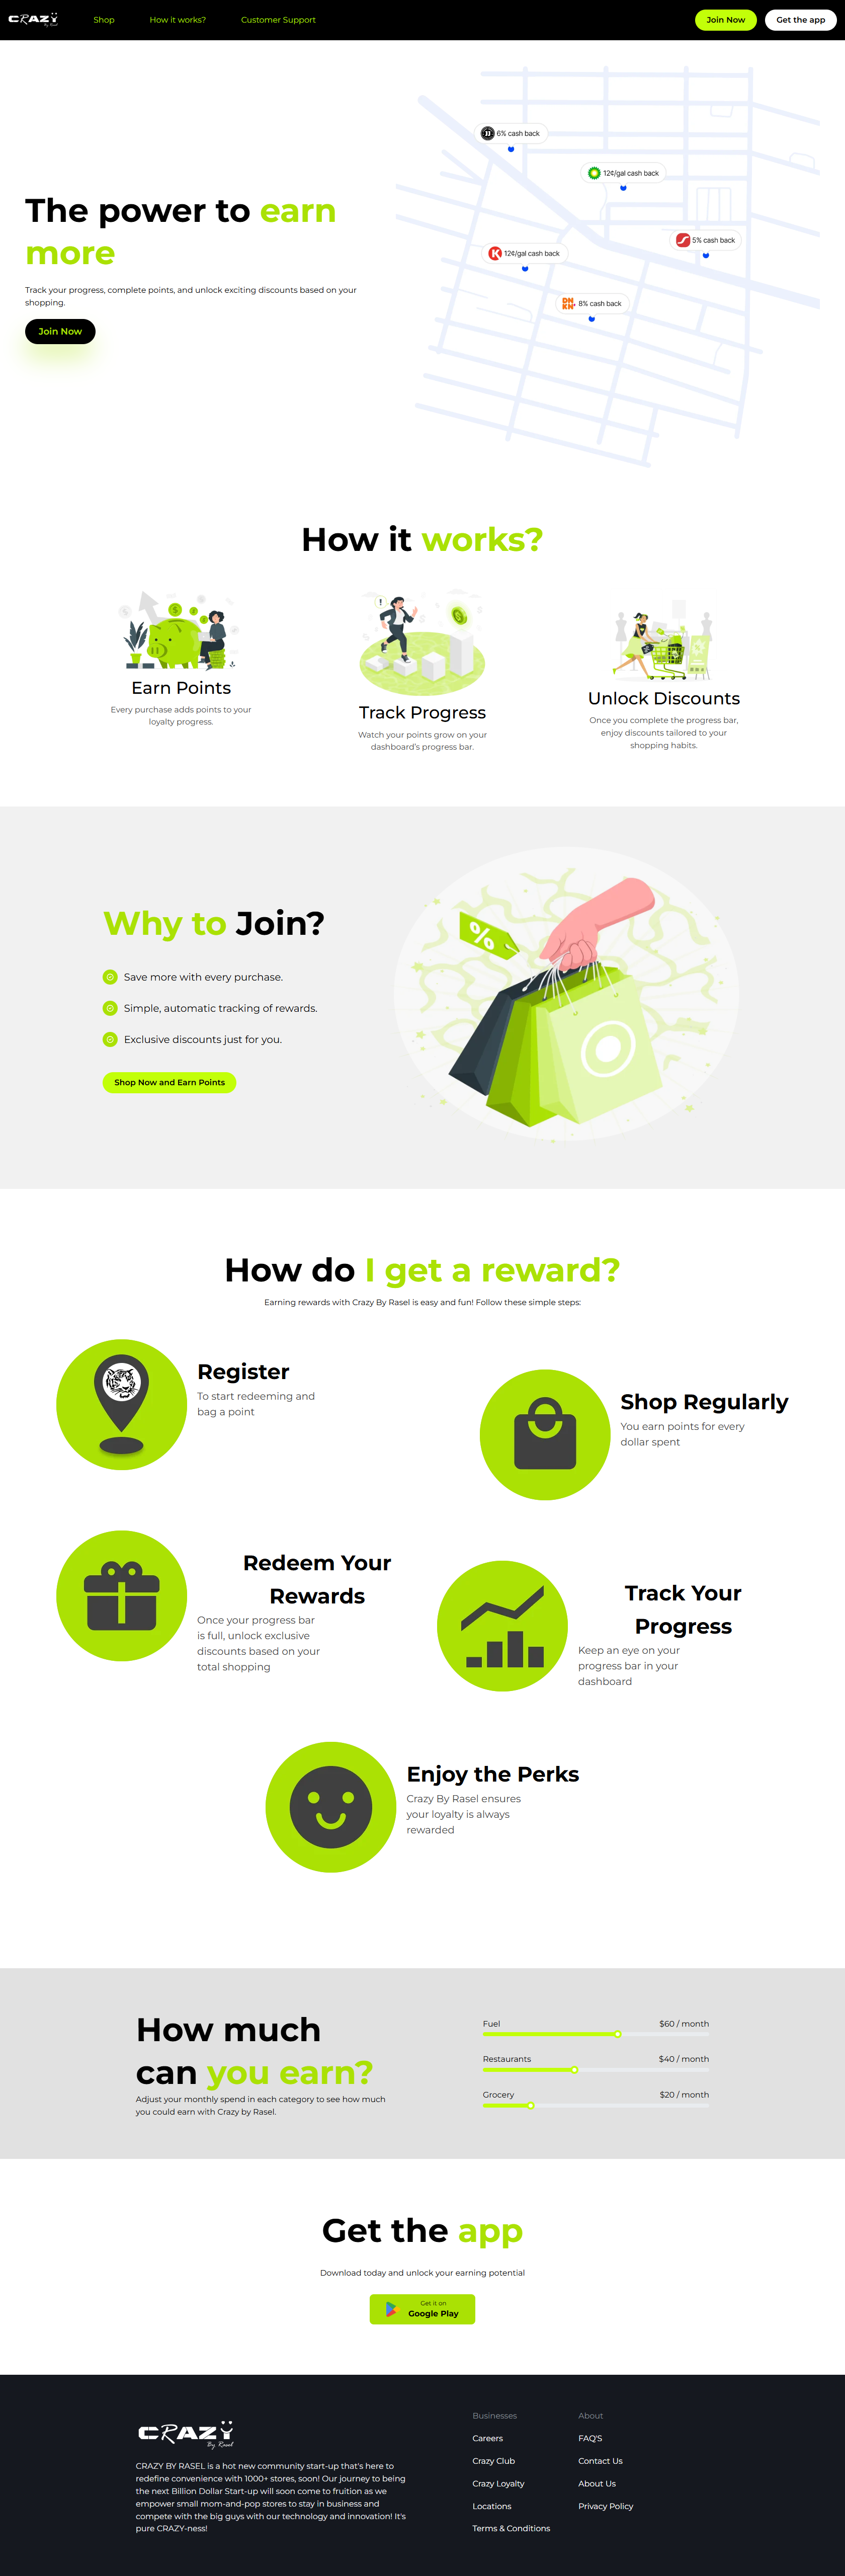 CRAZY
By Rasel
Shop
How it works?
Customer Support
Join Now
Get the app
6% cash back
12¢/gal cash back
The power to earn
more
5% cash back
K 12¢/gal cash back
Track your progress, complete points, and unlock exciting discounts based on your
shopping.
DNKN' 8% cash back
Join Now
How it works?
Earn Points
Every purchase adds points to your
loyalty progress.
Track Progress
Watch your points grow on your
dashboard's progress bar.
Unlock Discounts
Once you complete the progress bar,
enjoy discounts tailored to your
shopping habits.
Why to Join?
Save more with every purchase.
Simple, automatic tracking of rewards.
Exclusive discounts just for you.
Shop Now and Earn Points
%
How do I get a reward?
Earning rewards with Crazy By Rasel is easy and fun! Follow these simple steps:
Register
To start redeeming and
bag a point
Shop Regularly
You earn points for every
dollar spent
Redeem Your
Rewards
Once your progress bar
is full, unlock exclusive
discounts based on your
total shopping
Track Your
Progress
Keep an eye on your
progress bar in your
dashboard
Enjoy the Perks
Crazy By Rasel ensures
your loyalty is always
rewarded
How much
can you earn?
Adjust your monthly spend in each category to see how much
you could earn with Crazy by Rasel.
Fuel $60 / month
Restaurants $40 / month
Grocery $20 / month
Get the app
Download today and unlock your earning potential
Get it on
Google Play
CRAZY
By Rasel
CRAZY BY RASEL is a hot new community start-up that's here to
redefine convenience with 1000+ stores, soon! Our journey to being
the next Billion Dollar Start-up will soon come to fruition as we
empower small mom-and-pop stores to stay in business and
compete with the big guys with our technology and innovation! It's
pure CRAZY-ness!
Businesses
Careers
Crazy Club
Crazy Loyalty
Locations
Terms & Conditions
About
FAQ'S
Contact Us
About Us
Privacy Policy